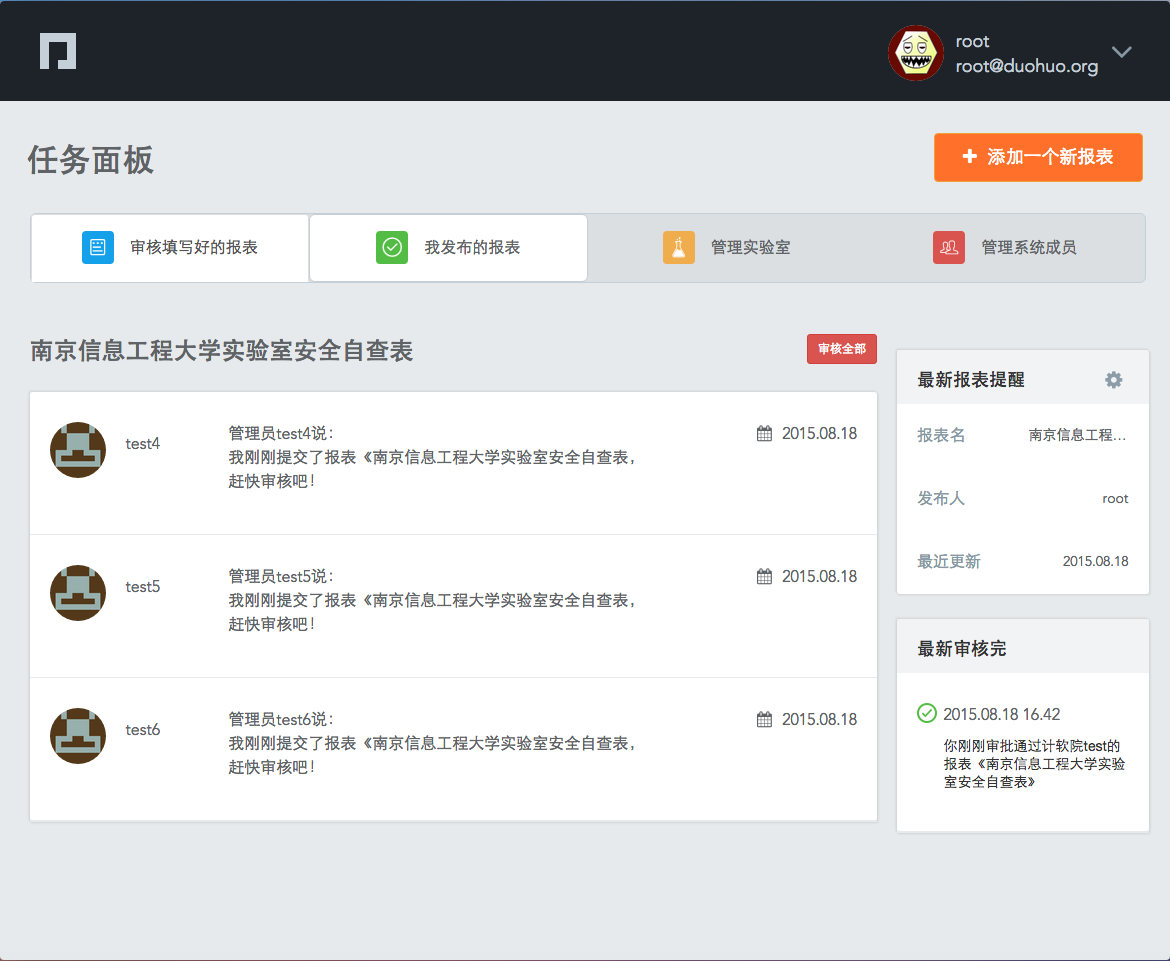 root
root@duohuo.org
任务面板
添加一个新报表
审核填写好的报表
我发布的报表
管理实验室
管理系统成员
南京信息工程大学实验室安全自查表
审核全部
test4
管理员test4说：
我刚刚提交了报表《南京信息工程大学实验室安全自查表，
赶快审核吧！
2015.08.18
test5
管理员test5说：
我刚刚提交了报表《南京信息工程大学实验室安全自查表，
赶快审核吧！
2015.08.18
test6
管理员test6说：
我刚刚提交了报表《南京信息工程大学实验室安全自查表，
赶快审核吧！
2015.08.18
最新报表提醒
报表名 南京信息工程...
发布人 root
最近更新 2015.08.18
最新审核完
2015.08.18 16.42
你刚刚审批通过计软院test的
报表《南京信息工程大学实验
室安全自查表》